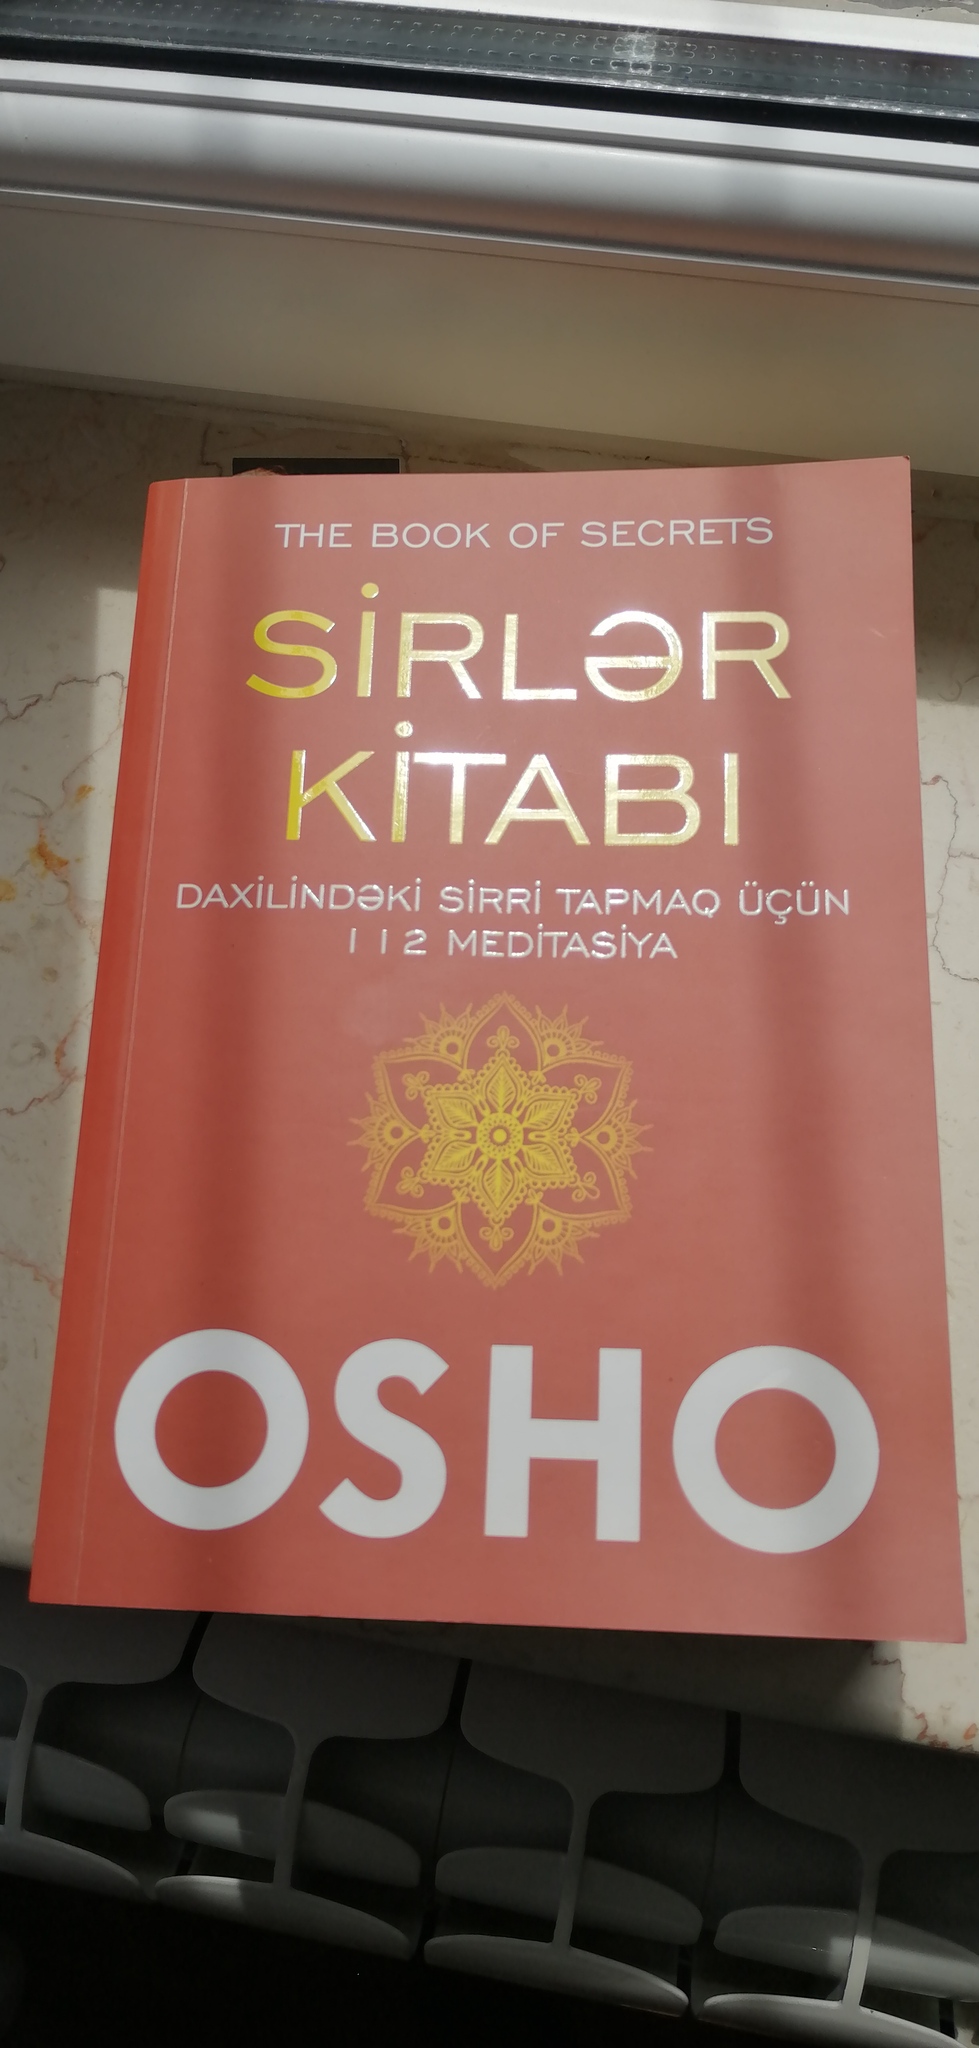 THE BOOK OF SECRETS
SİRLƏR
KİTABI
DAXİLİNDƏKİ SİRRİ TAPMAQ ÜÇÜN
112 MEDİTASİYA
OSHO